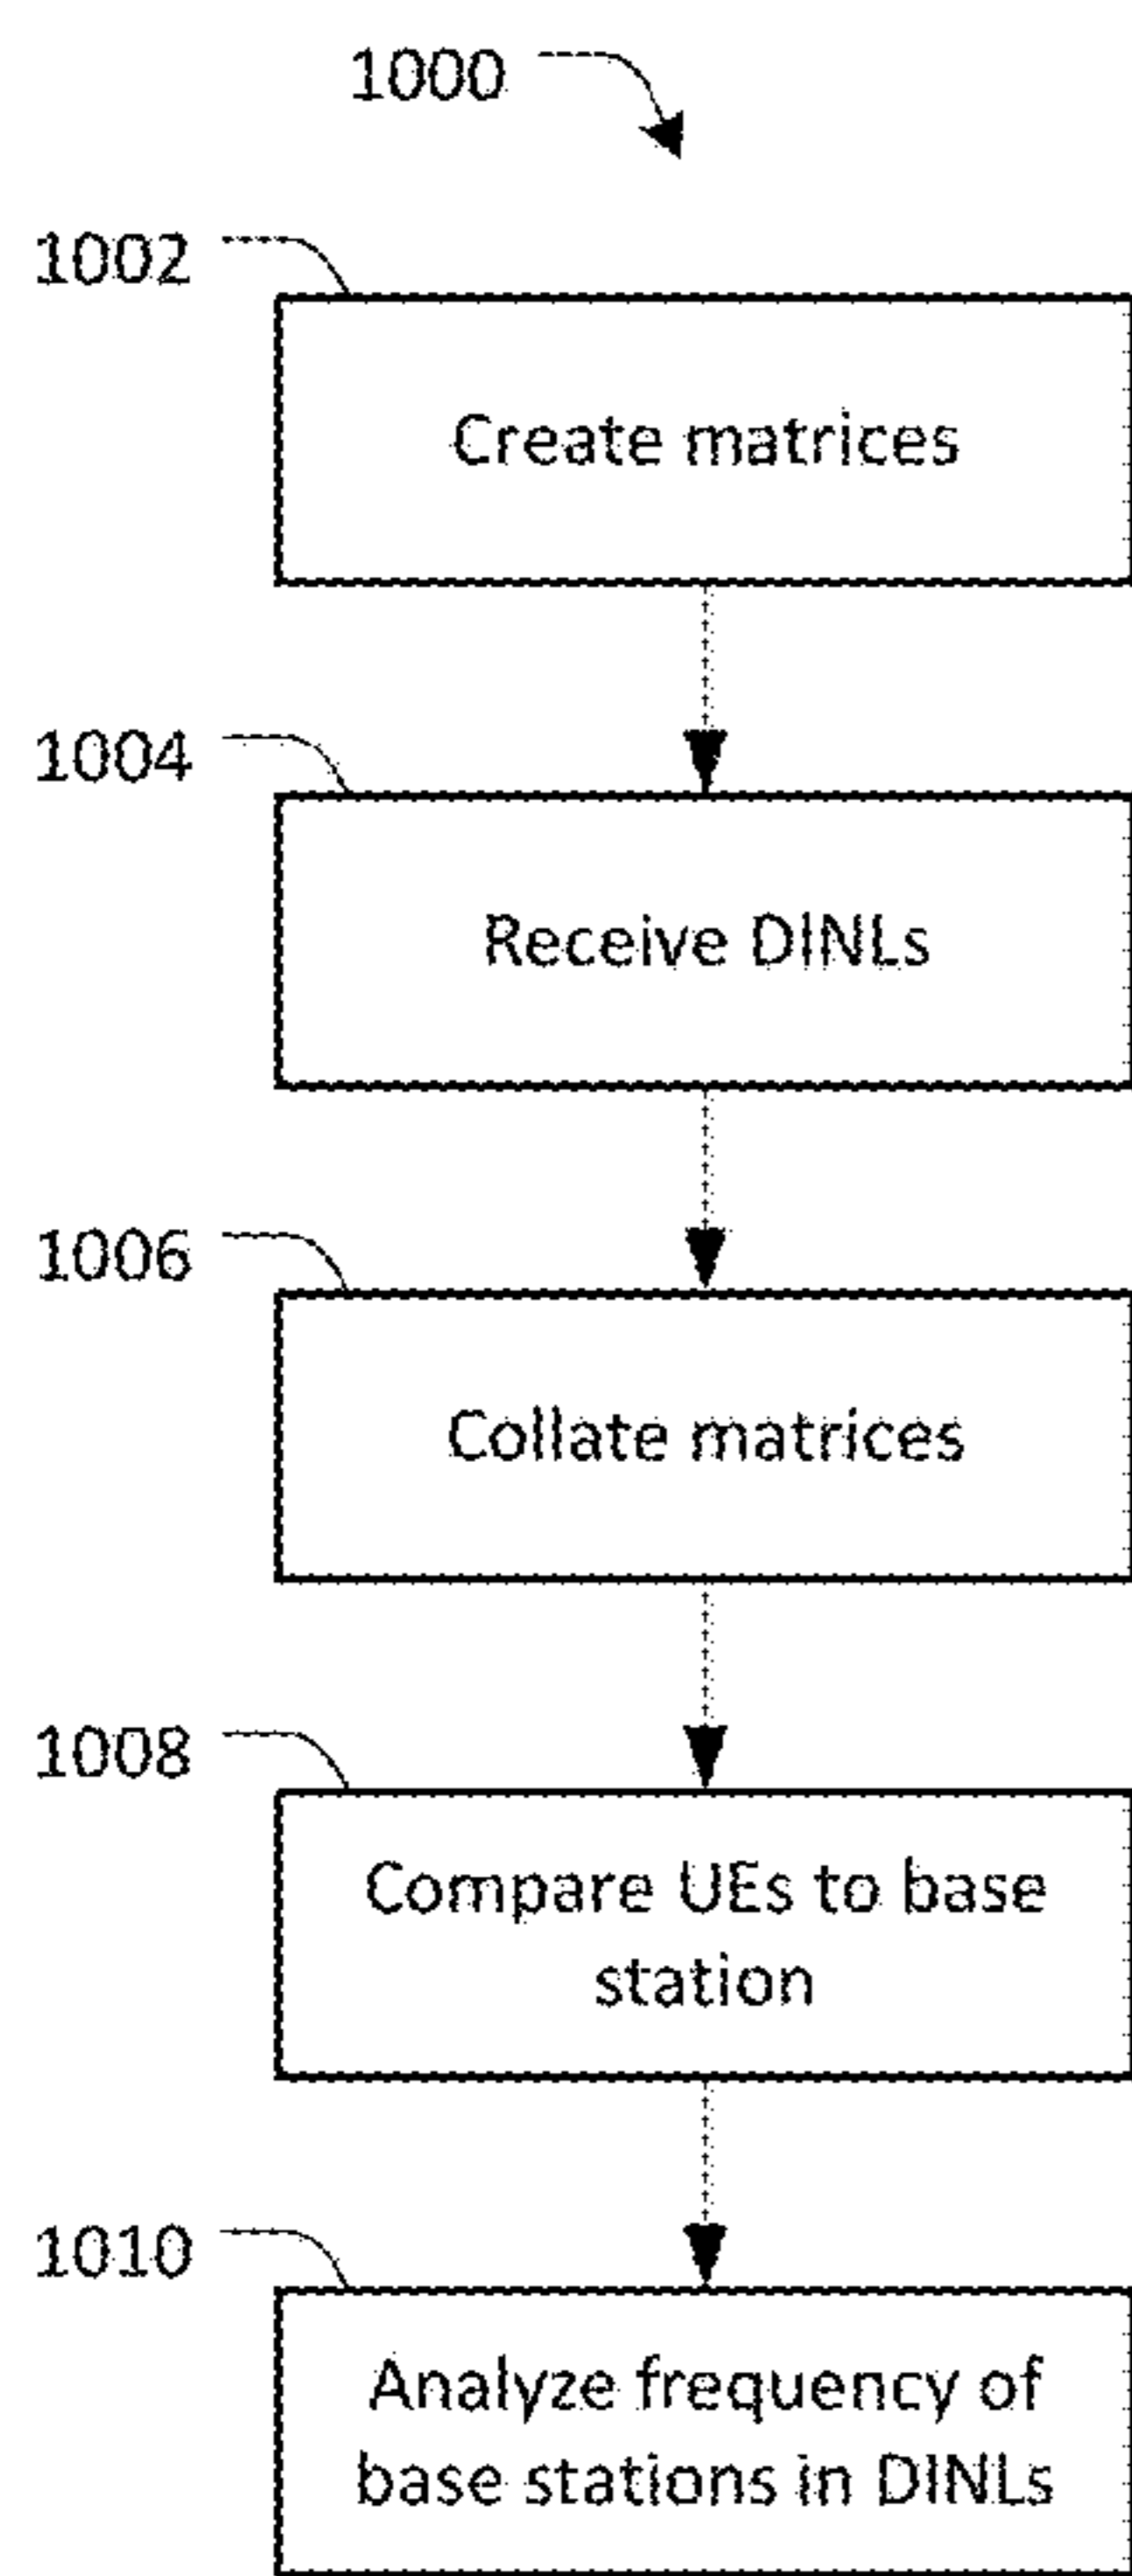 1000
1002
Create matrices
1004
Receive DINLs
1006
Collate matrices
1008
Compare UEs to base
station
1010
Analyze frequency of
base stations in DINLs